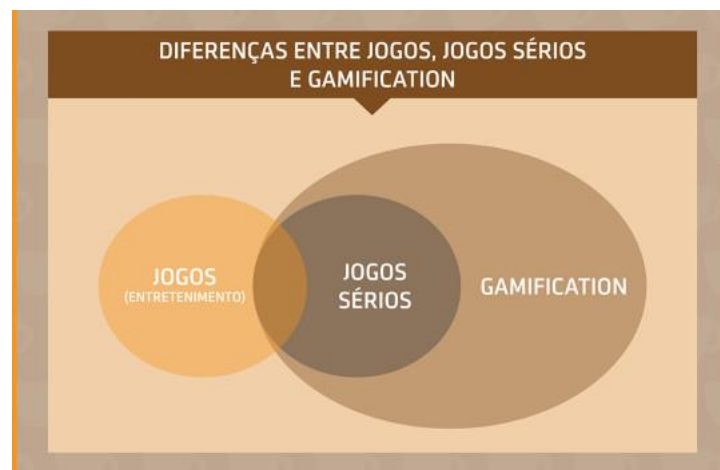 DIFERENÇAS ENTRE JOGOS, JOGOS SÉRIOS
E GAMIFICATION
JOGOS
(ENTRETENIMENTO)
JOGOS
SÉRIOS
GAMIFICATION